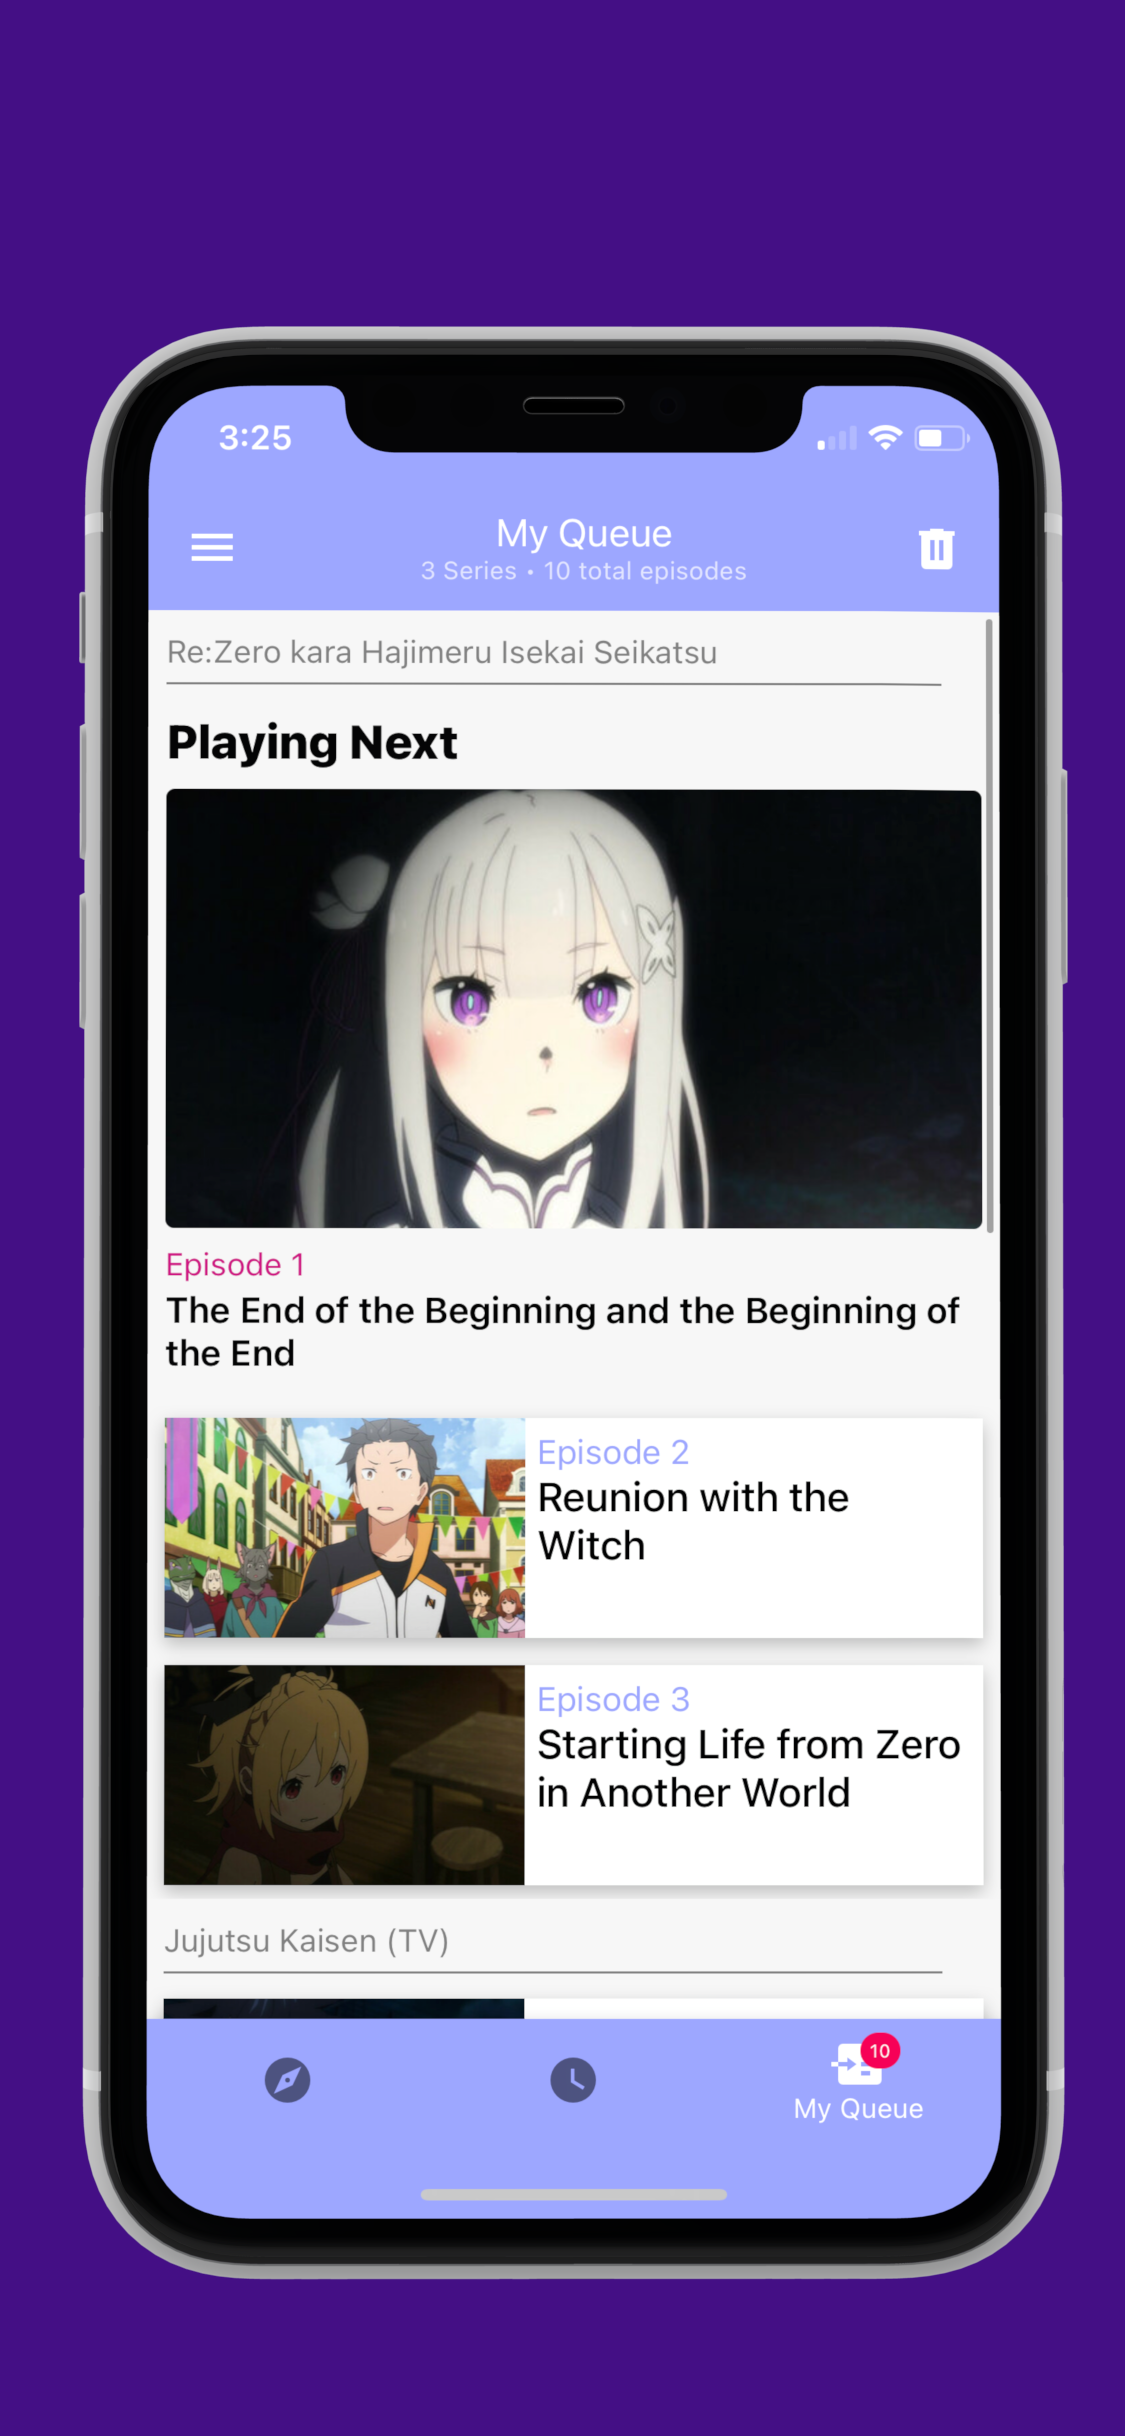 3:25
My Queue
3 Series • 10 total episodes
Re:Zero kara Hajimeru Isekai Seikatsu
Playing Next
Episode 1
The End of the Beginning and the Beginning of
the End
Episode 2
Reunion with the
Witch
Episode 3
Starting Life from Zero
in Another World
Jujutsu Kaisen (TV)
10
My Queue